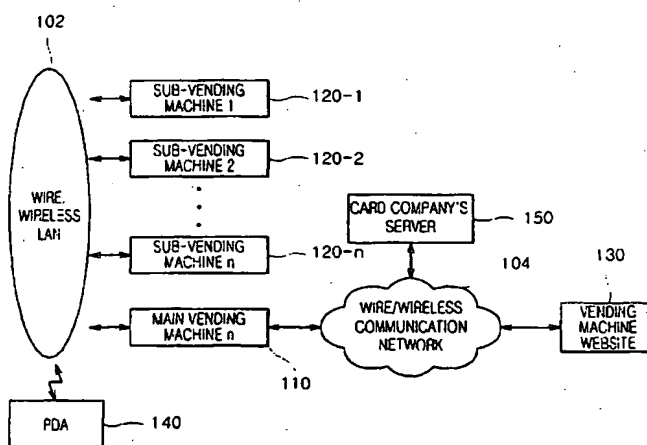 102
SUB-VENDING
MACHINE 1
120-1
SUB-VENDING
MACHINE 2
120-2
WIRE,
WIRELESS
LAN
CARD COMPANY'S
SERVER
150
SUB-VENDING
MACHINE n
120-n
104
130
MAIN VENDING
MACHINE n
110
WIRE/WIRELESS
COMMUNICATION
NETWORK
VENDING
MACHINE
WEBSITE
PDA
140